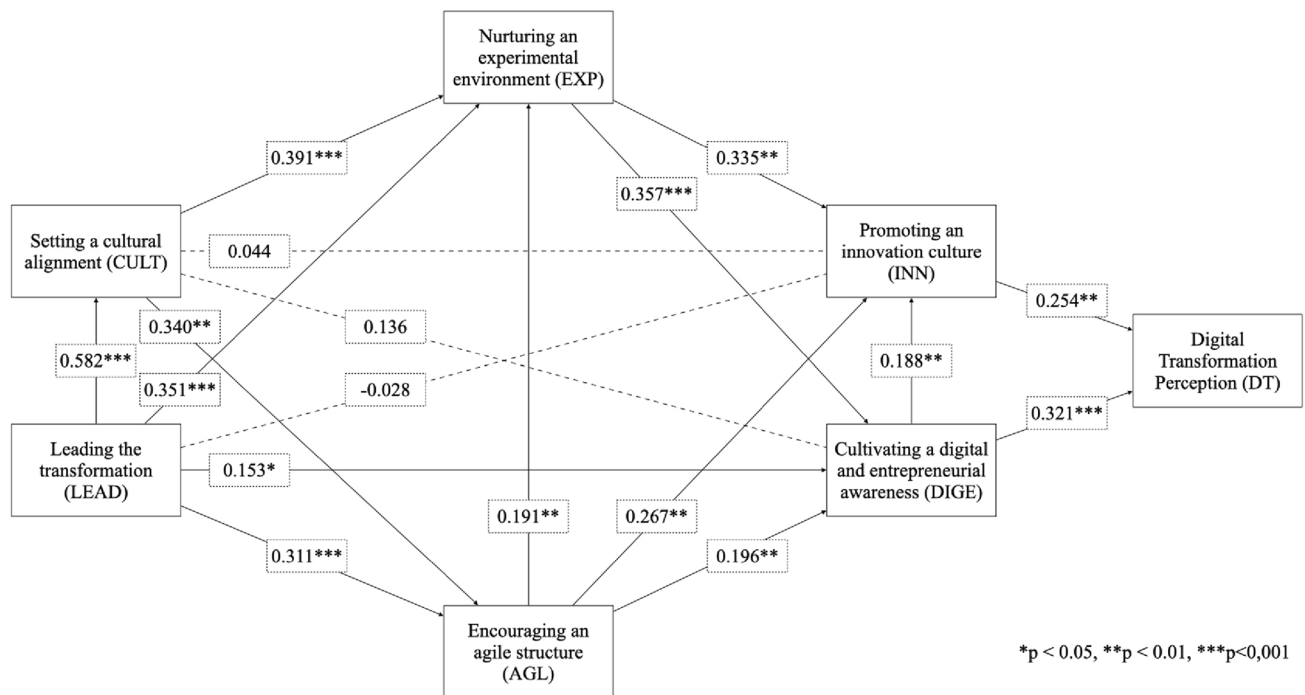 Nurturing an
experimental
environment (EXP)
0.391***
0.335**
0.357***
Setting a cultural
alignment (CULT)
0.044
Promoting an
innovation culture
(INN)
0.254**
0.340**
0.136
Digital
Transformation
Perception (DT)
0.582***
0.188**
0.351***
-0.028
0.321***
Leading the
transformation
(LEAD)
0.153*
Cultivating a digital
and entrepreneurial
awareness (DIGE)
0.191**
0.267**
0.311***
0.196**
Encouraging an
agile structure
(AGL)
*p < 0.05, **p < 0.01, ***p<0,001